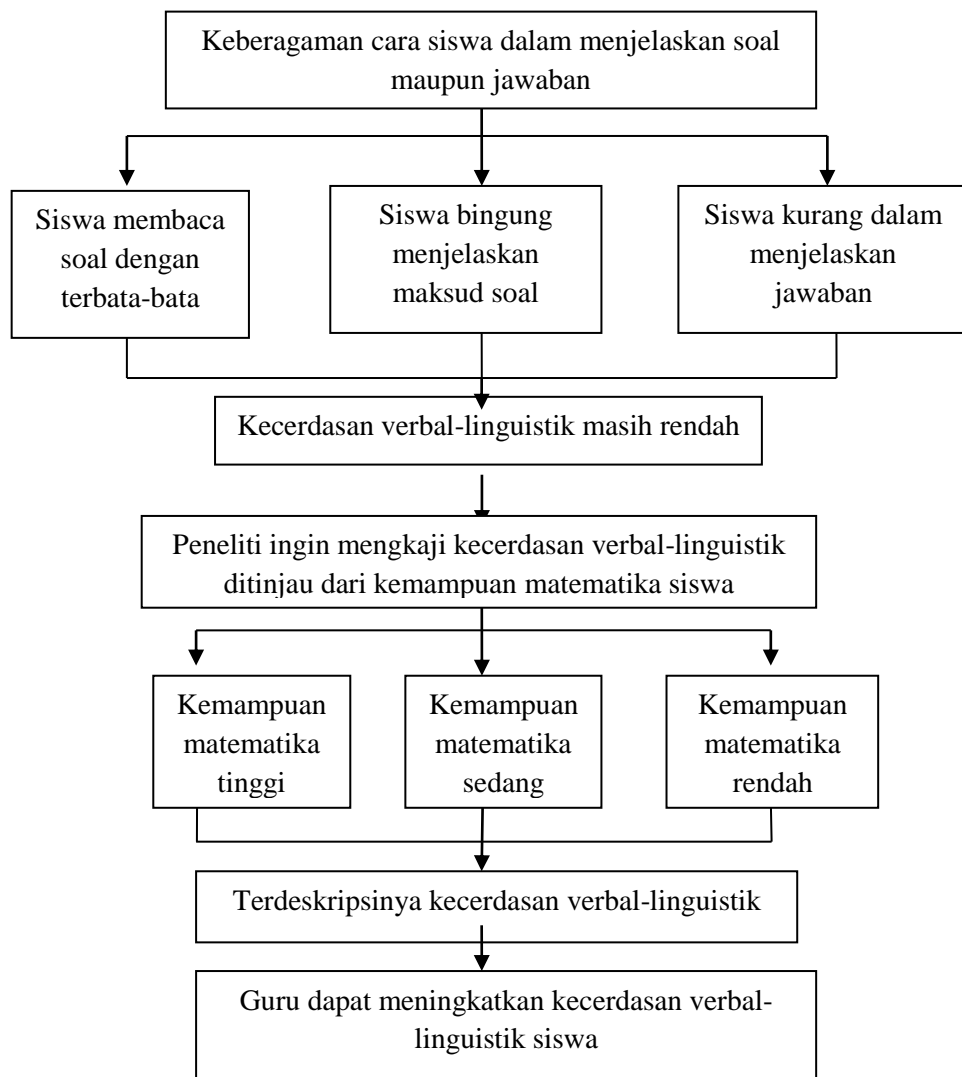 Keberagaman cara siswa dalam menjelaskan soal
maupun jawaban
Siswa membaca
soal dengan
terbata-bata
Siswa bingung
menjelaskan
maksud soal
Siswa kurang dalam
menjelaskan
jawaban
Kecerdasan verbal-linguistik masih rendah
Peneliti ingin mengkaji kecerdasan verbal-linguistik
ditinjau dari kemampuan matematika siswa
Kemampuan
matematika
tinggi
Kemampuan
matematika
sedang
Kemampuan
matematika
rendah
Terdeskripsinya kecerdasan verbal-linguistik
Guru dapat meningkatkan kecerdasan verbal-
linguistik siswa